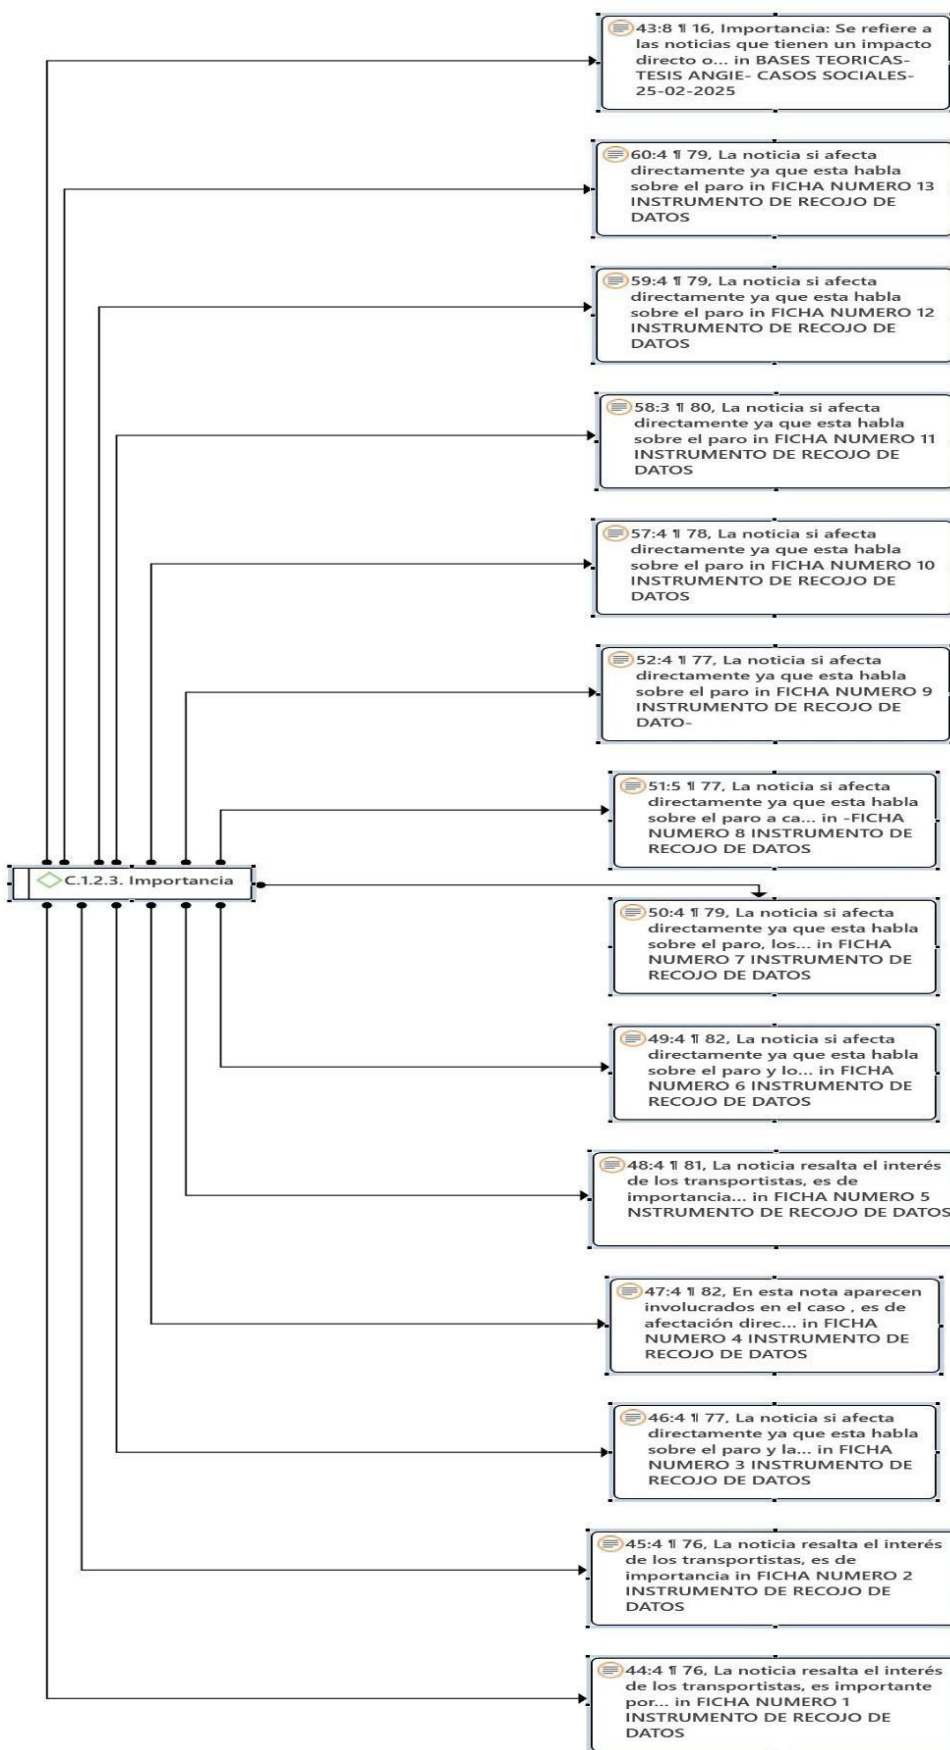 43:8 ¶ 16, Importancia: Se refiere a
las noticias que tienen un impacto
directo o... in BASES TEORICAS-
TESIS ANGIE- CASOS SOCIALES-
25-02-2025
60:4 ¶ 79, La noticia si afecta
directamente ya que esta habla
sobre el paro in FICHA NUMERO 13
INSTRUMENTO DE RECOJO DE
DATOS
59:4 ¶ 79, La noticia si afecta
directamente ya que esta habla
sobre el paro in FICHA NUMERO 12
INSTRUMENTO DE RECOJO DE
DATOS
58:3 ¶ 80, La noticia si afecta
directamente ya que esta habla
sobre el paro in FICHA NUMERO 11
INSTRUMENTO DE RECOJO DE
DATOS
57:4 ¶ 78, La noticia si afecta
directamente ya que esta habla
sobre el paro in FICHA NUMERO 10
INSTRUMENTO DE RECOJO DE
DATOS
52:4 ¶ 77, La noticia si afecta
directamente ya que esta habla
sobre el paro in FICHA NUMERO 9
INSTRUMENTO DE RECOJO DE
DATO-
51:5 ¶ 77, La noticia si afecta
directamente ya que esta habla
sobre el paro a ca... in -FICHA
NUMERO 8 INSTRUMENTO DE
RECOJO DE DATOS
C.1.2.3. Importancia
50:4 ¶ 79, La noticia si afecta
directamente ya que esta habla
sobre el paro, los... in FICHA
NUMERO 7 INSTRUMENTO DE
RECOJO DE DATOS
49:4 ¶ 82, La noticia si afecta
directamente ya que esta habla
sobre el paro y lo... in FICHA
NUMERO 6 INSTRUMENTO DE
RECOJO DE DATOS
48:4 ¶ 81, La noticia resalta el interés
de los transportistas, es de
importancia... in FICHA NUMERO 5
NSTRUMENTO DE RECOJO DE DATOS
47:4 ¶ 82, En esta nota aparecen
involucrados en el caso , es de
afectación direc... in FICHA
NUMERO 4 INSTRUMENTO DE
RECOJO DE DATOS
46:4 ¶ 77, La noticia si afecta
directamente ya que esta habla
sobre el paro y la... in FICHA
NUMERO 3 INSTRUMENTO DE
RECOJO DE DATOS
45:4 ¶ 76, La noticia resalta el interés
de los transportistas, es de
importancia in FICHA NUMERO 2
INSTRUMENTO DE RECOJO DE
DATOS
44:4 ¶ 76, La noticia resalta el interés
de los transportistas, es importante
por... in FICHA NUMERO 1
INSTRUMENTO DE RECOJO DE
DATOS